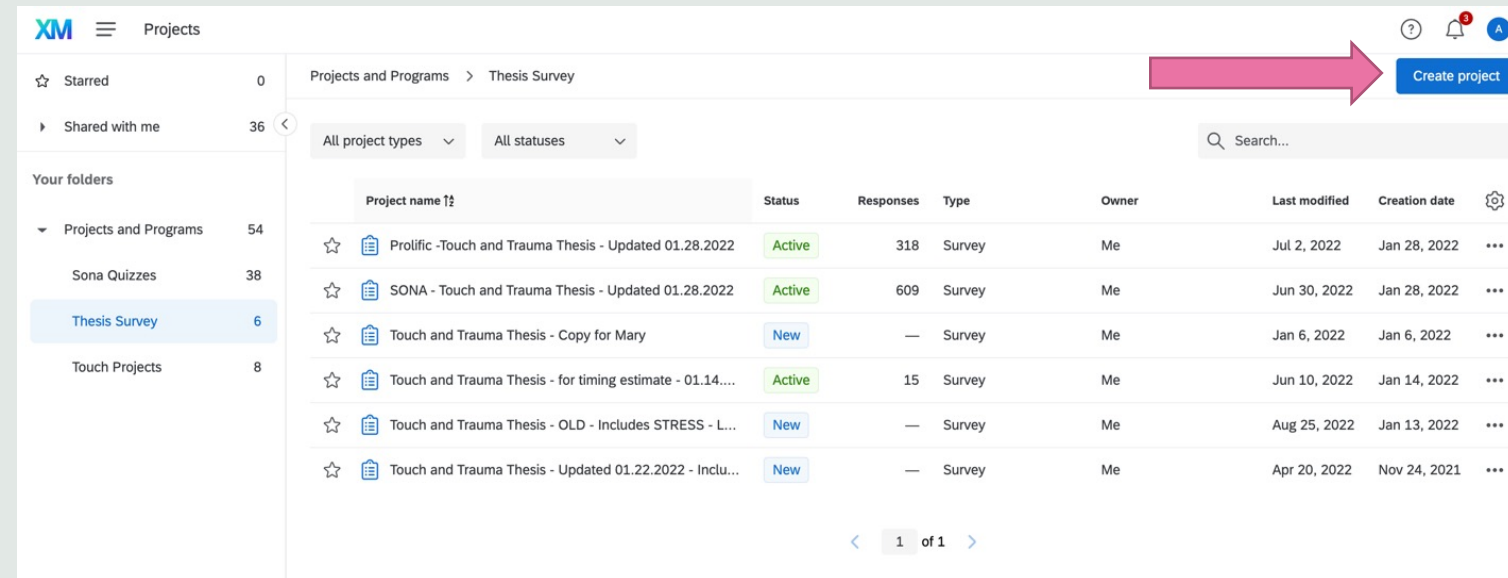 XM Projects 3 A
Starred 0
Projects and Programs > Thesis Survey
Create project
Shared with me 36
All project types All statuses Search...
Your folders
Project name Status Responses Type Owner Last modified Creation date
Projects and Programs 54
Sona Quizzes 38
Thesis Survey 6
Touch Projects 8
Prolific -Touch and Trauma Thesis - Updated 01.28.2022 Active 318 Survey Me Jul 2, 2022 Jan 28, 2022
SONA - Touch and Trauma Thesis - Updated 01.28.2022 Active 609 Survey Me Jun 30, 2022 Jan 28, 2022
Touch and Trauma Thesis - Copy for Mary New — Survey Me Jan 6, 2022 Jan 6, 2022
Touch and Trauma Thesis - for timing estimate - 01.14.... Active 15 Survey Me Jun 10, 2022 Jan 14, 2022
Touch and Trauma Thesis - OLD - Includes STRESS - L... New — Survey Me Aug 25, 2022 Jan 13, 2022
Touch and Trauma Thesis - Updated 01.22.2022 - Inclu... New — Survey Me Apr 20, 2022 Nov 24, 2021
1 of 1